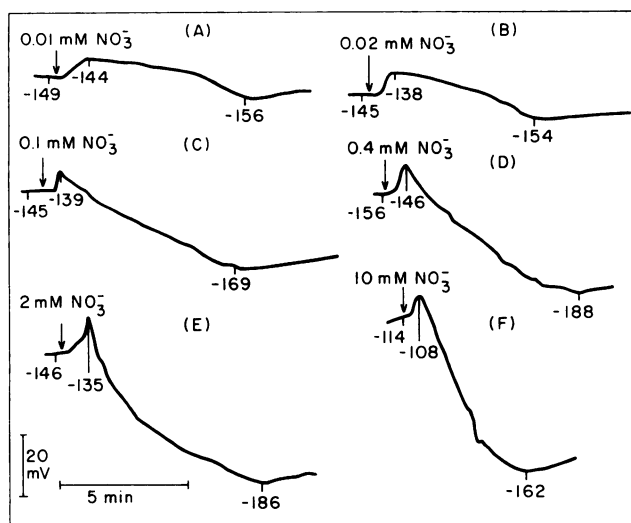 (A)
0.01 mM NO₃⁻
-149
-144
-156
(B)
0.02 mM NO₃⁻
-145
-138
-154
(C)
0.1 mM NO₃⁻
-145
-139
-169
(D)
0.4 mM NO₃⁻
-156
-146
-188
(E)
2 mM NO₃⁻
-146
-135
-186
(F)
10 mM NO₃⁻
-114
-108
-162
20
mV
5 min